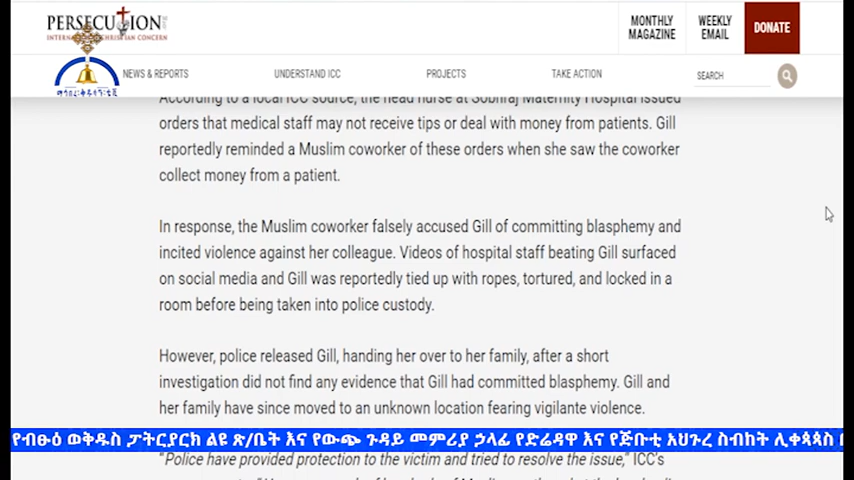 PERSECUTION.org
INTERNATIONAL CHRISTIAN CONCERN
MONTHLY MAGAZINE
WEEKLY EMAIL
DONATE
NEWS & REPORTS
UNDERSTAND ICC
PROJECTS
TAKE ACTION
SEARCH
According to a local ICC source, the head nurse at Sobhraj Maternity Hospital issued
orders that medical staff may not receive tips or deal with money from patients. Gill
reportedly reminded a Muslim coworker of these orders when she saw the coworker
collect money from a patient.
In response, the Muslim coworker falsely accused Gill of committing blasphemy and
incited violence against her colleague. Videos of hospital staff beating Gill surfaced
on social media and Gill was reportedly tied up with ropes, tortured, and locked in a
room before being taken into police custody.
However, police released Gill, handing her over to her family, after a short
investigation did not find any evidence that Gill had committed blasphemy. Gill and
her family have since moved to an unknown location fearing vigilante violence.
የብፁዕ ወቅዱስ ፓትርያርክ ልዩ ጽ/ቤት እና የውጭ ጉዳይ መምሪያ ኃላፊ የድሬዳዋ እና የጅቡቲ አህጉረ ስብከት ሊቀጳጳስ
"Police have provided protection to the victim and tried to resolve the issue," ICC's